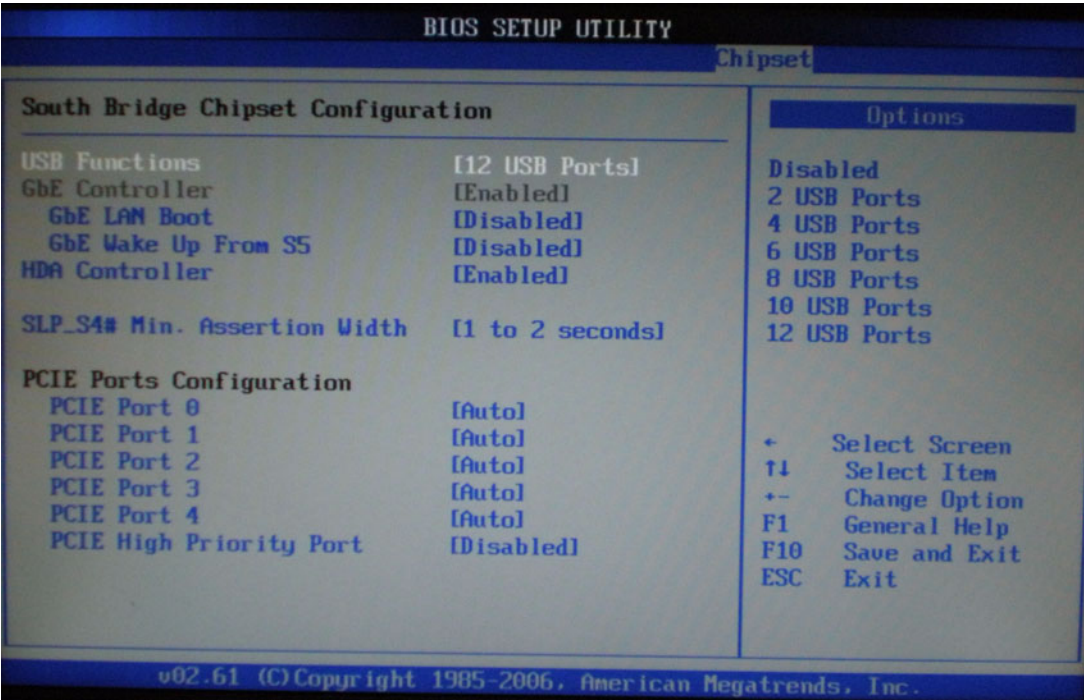 BIOS SETUP UTILITY
Chipset
South Bridge Chipset Configuration
USB Functions [12 USB Ports]
GbE Controller [Enabled]
GbE LAN Boot [Disabled]
GbE Wake Up From S5 [Disabled]
HDA Controller [Enabled]
SLP_S4# Min. Assertion Width [1 to 2 seconds]
PCIE Ports Configuration
PCIE Port 0 [Auto]
PCIE Port 1 [Auto]
PCIE Port 2 [Auto]
PCIE Port 3 [Auto]
PCIE Port 4 [Auto]
PCIE High Priority Port [Disabled]
Options
Disabled
2 USB Ports
4 USB Ports
6 USB Ports
8 USB Ports
10 USB Ports
12 USB Ports
← Select Screen
↑↓ Select Item
+- Change Option
F1 General Help
F10 Save and Exit
ESC Exit
v02.61 (C)Copyright 1985-2006, American Megatrends, Inc.